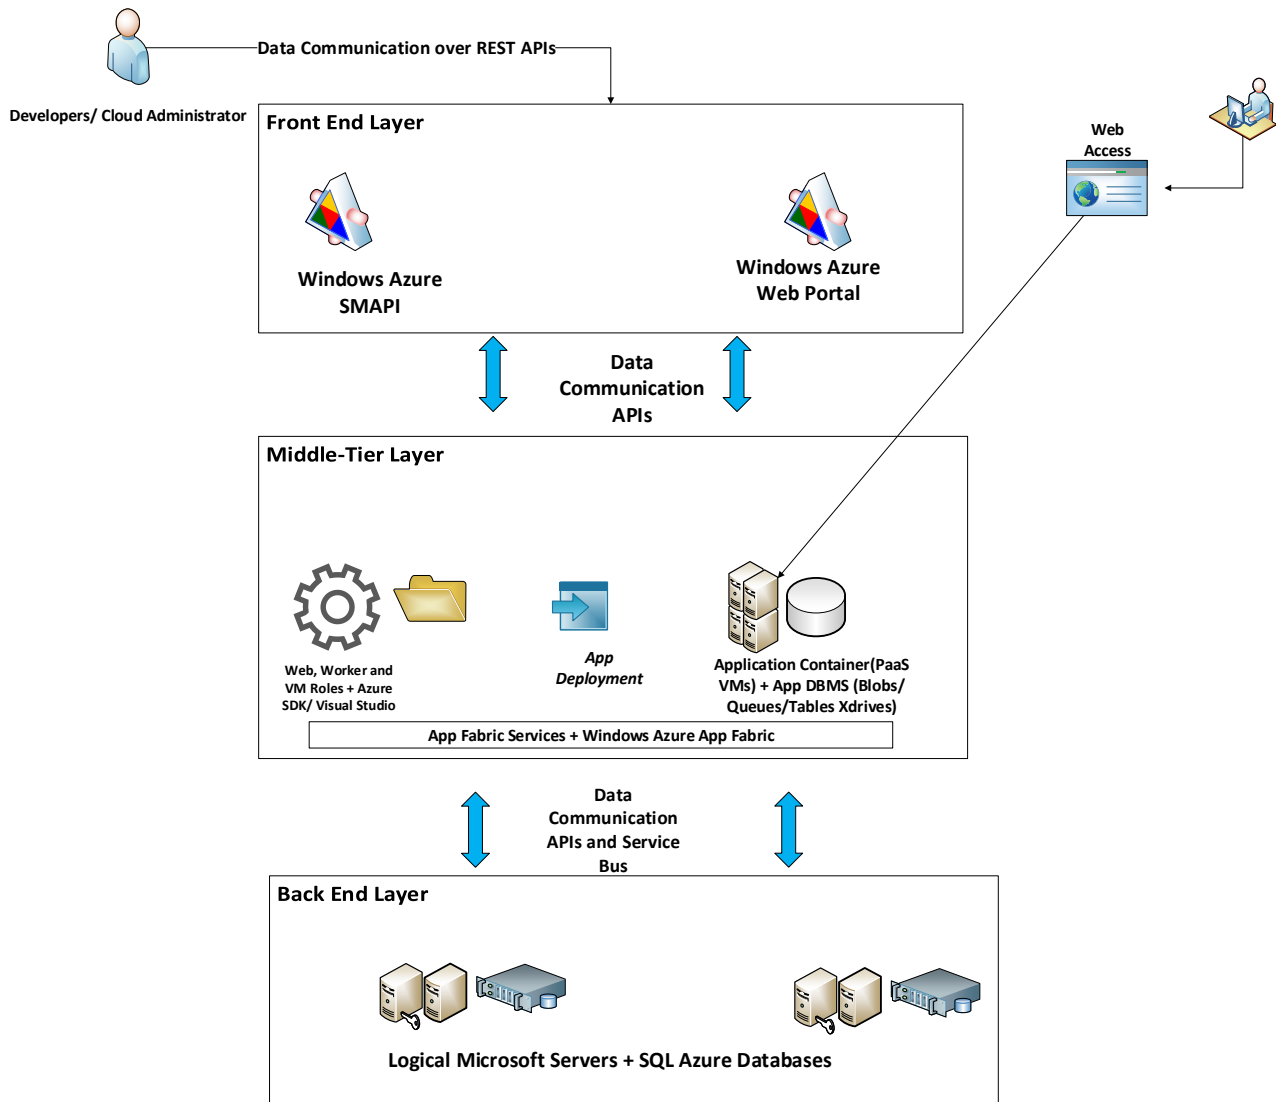 Data Communication over REST APIs
Developers/ Cloud Administrator
Front End Layer
Web
Access
Windows Azure
SMAPI
Windows Azure
Web Portal
Data
Communication
APIs
Middle-Tier Layer
Web, Worker and
VM Roles + Azure
SDK/ Visual Studio
App
Deployment
Application Container(PaaS
VMs) + App DBMS (Blobs/
Queues/Tables Xdrives)
App Fabric Services + Windows Azure App Fabric
Data
Communication
APIs and Service
Bus
Back End Layer
Logical Microsoft Servers + SQL Azure Databases